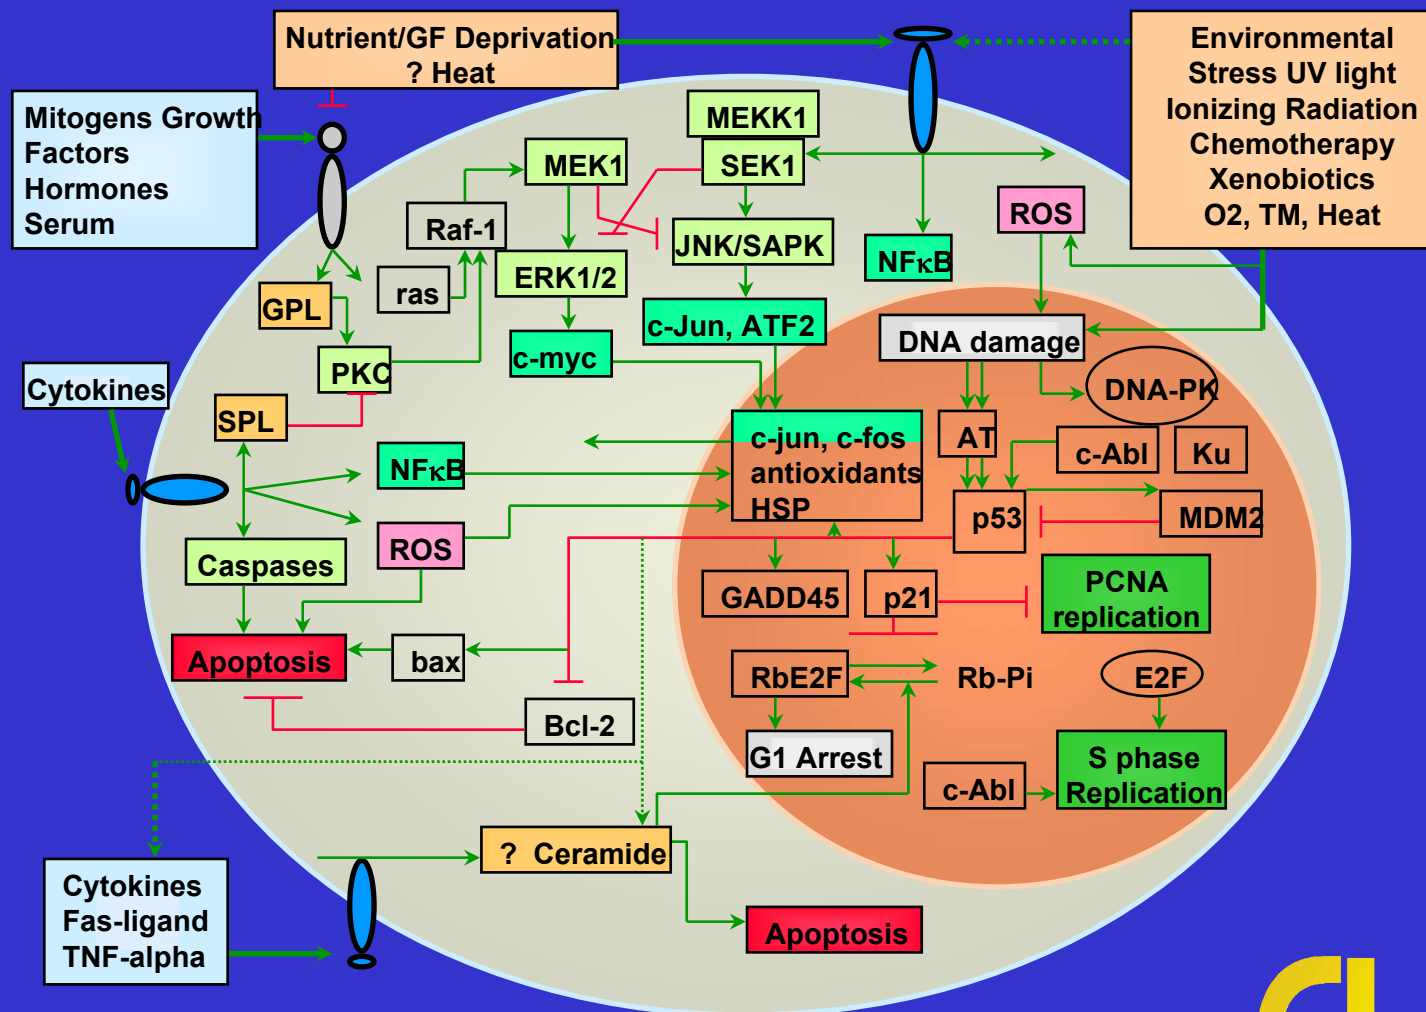 Nutrient/GF Deprivation
? Heat
Environmental
Stress UV light
Ionizing Radiation
Chemotherapy
Xenobiotics
O2, TM, Heat
Mitogens Growth
Factors
Hormones
Serum
MEKK1
SEK1
MEK1
Raf-1
ROS
JNK/SAPK
NFκB
ERK1/2
ras
GPL
c-Jun, ATF2
DNA damage
c-myc
PKC
Cytokines
DNA-PK
SPL
c-jun, c-fos
antioxidants
HSP
AT
c-Abl
Ku
NFκB
p53
MDM2
ROS
Caspases
GADD45
p21
PCNA
replication
Apoptosis
bax
RbE2F
Rb-Pi
E2F
Bcl-2
G1 Arrest
S phase
Replication
c-Abl
? Ceramide
Cytokines
Fas-ligand
TNF-alpha
Apoptosis